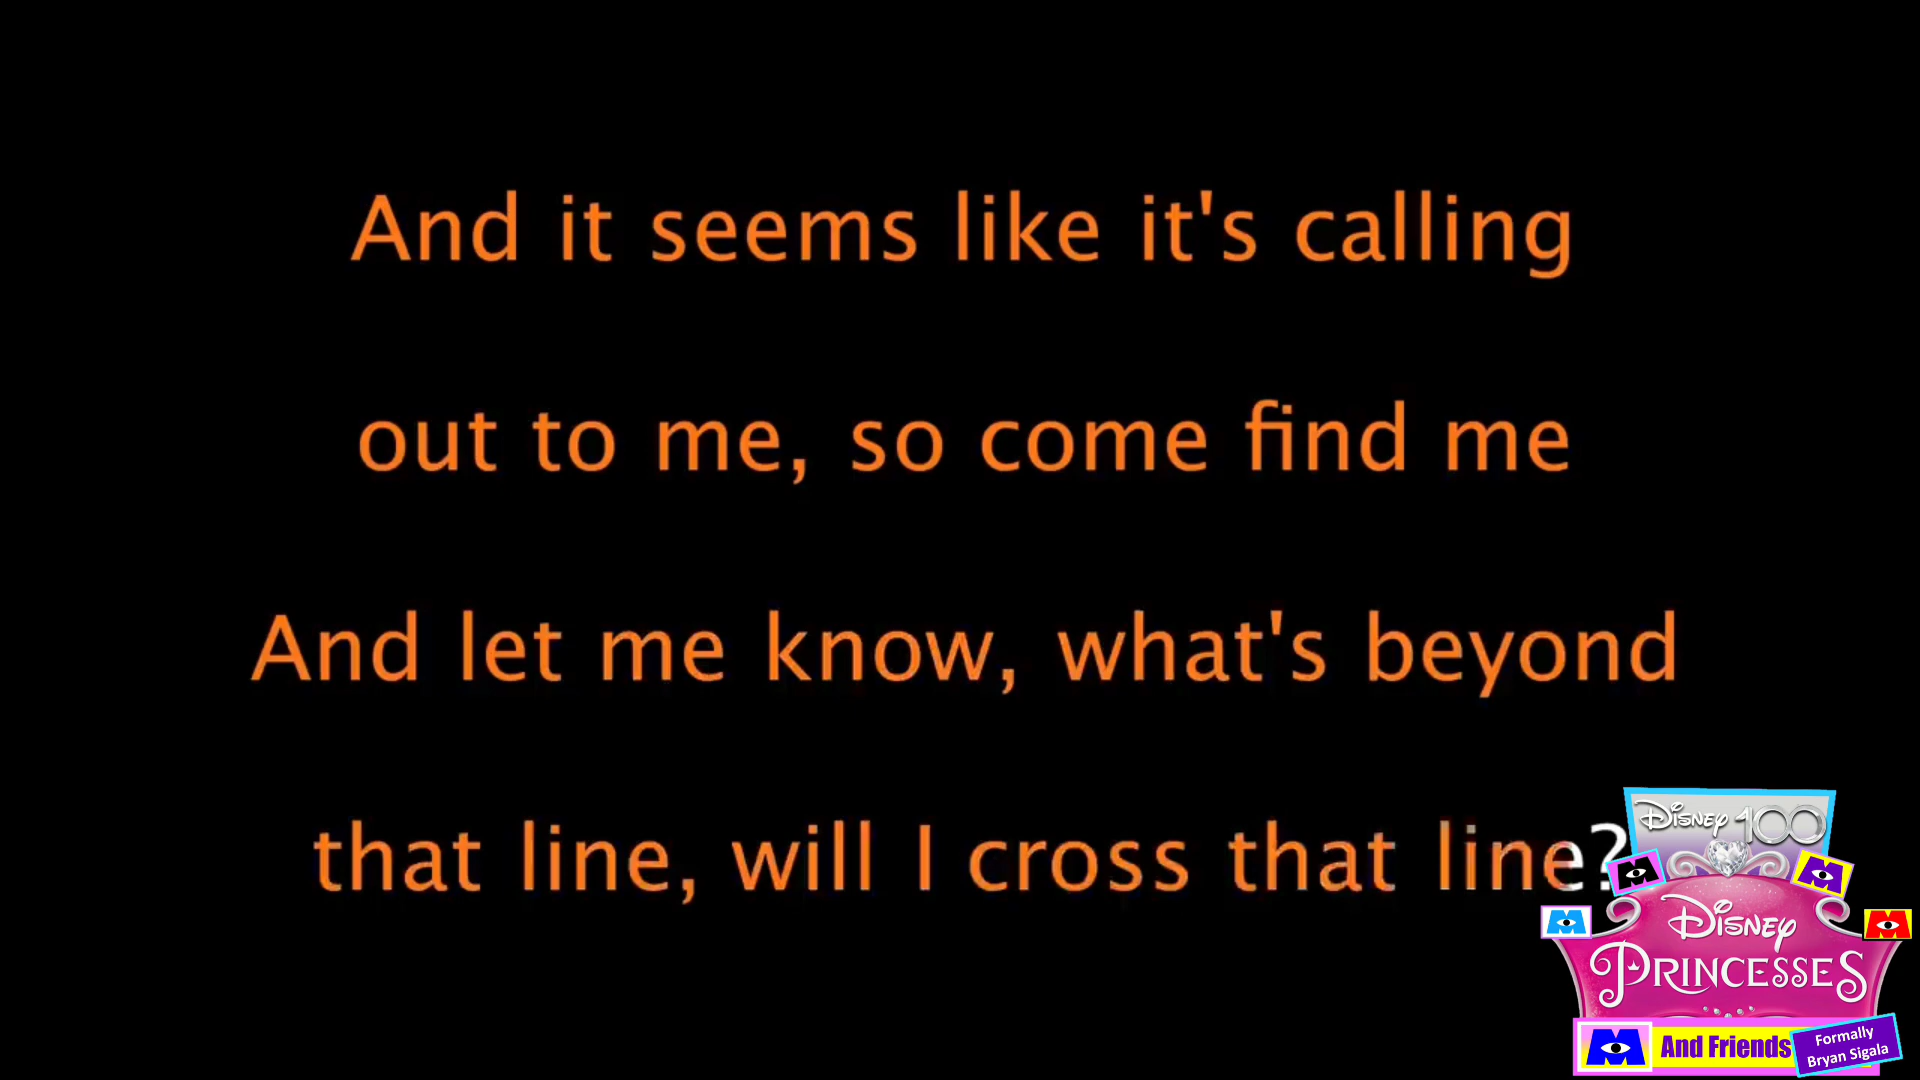 And it seems like it's calling
out to me, so come find me
And let me know, what's beyond
that line, will I cross that line?
Disney 100
Disney
PRINCESSES
And Friends
Formally
Bryan Sigala